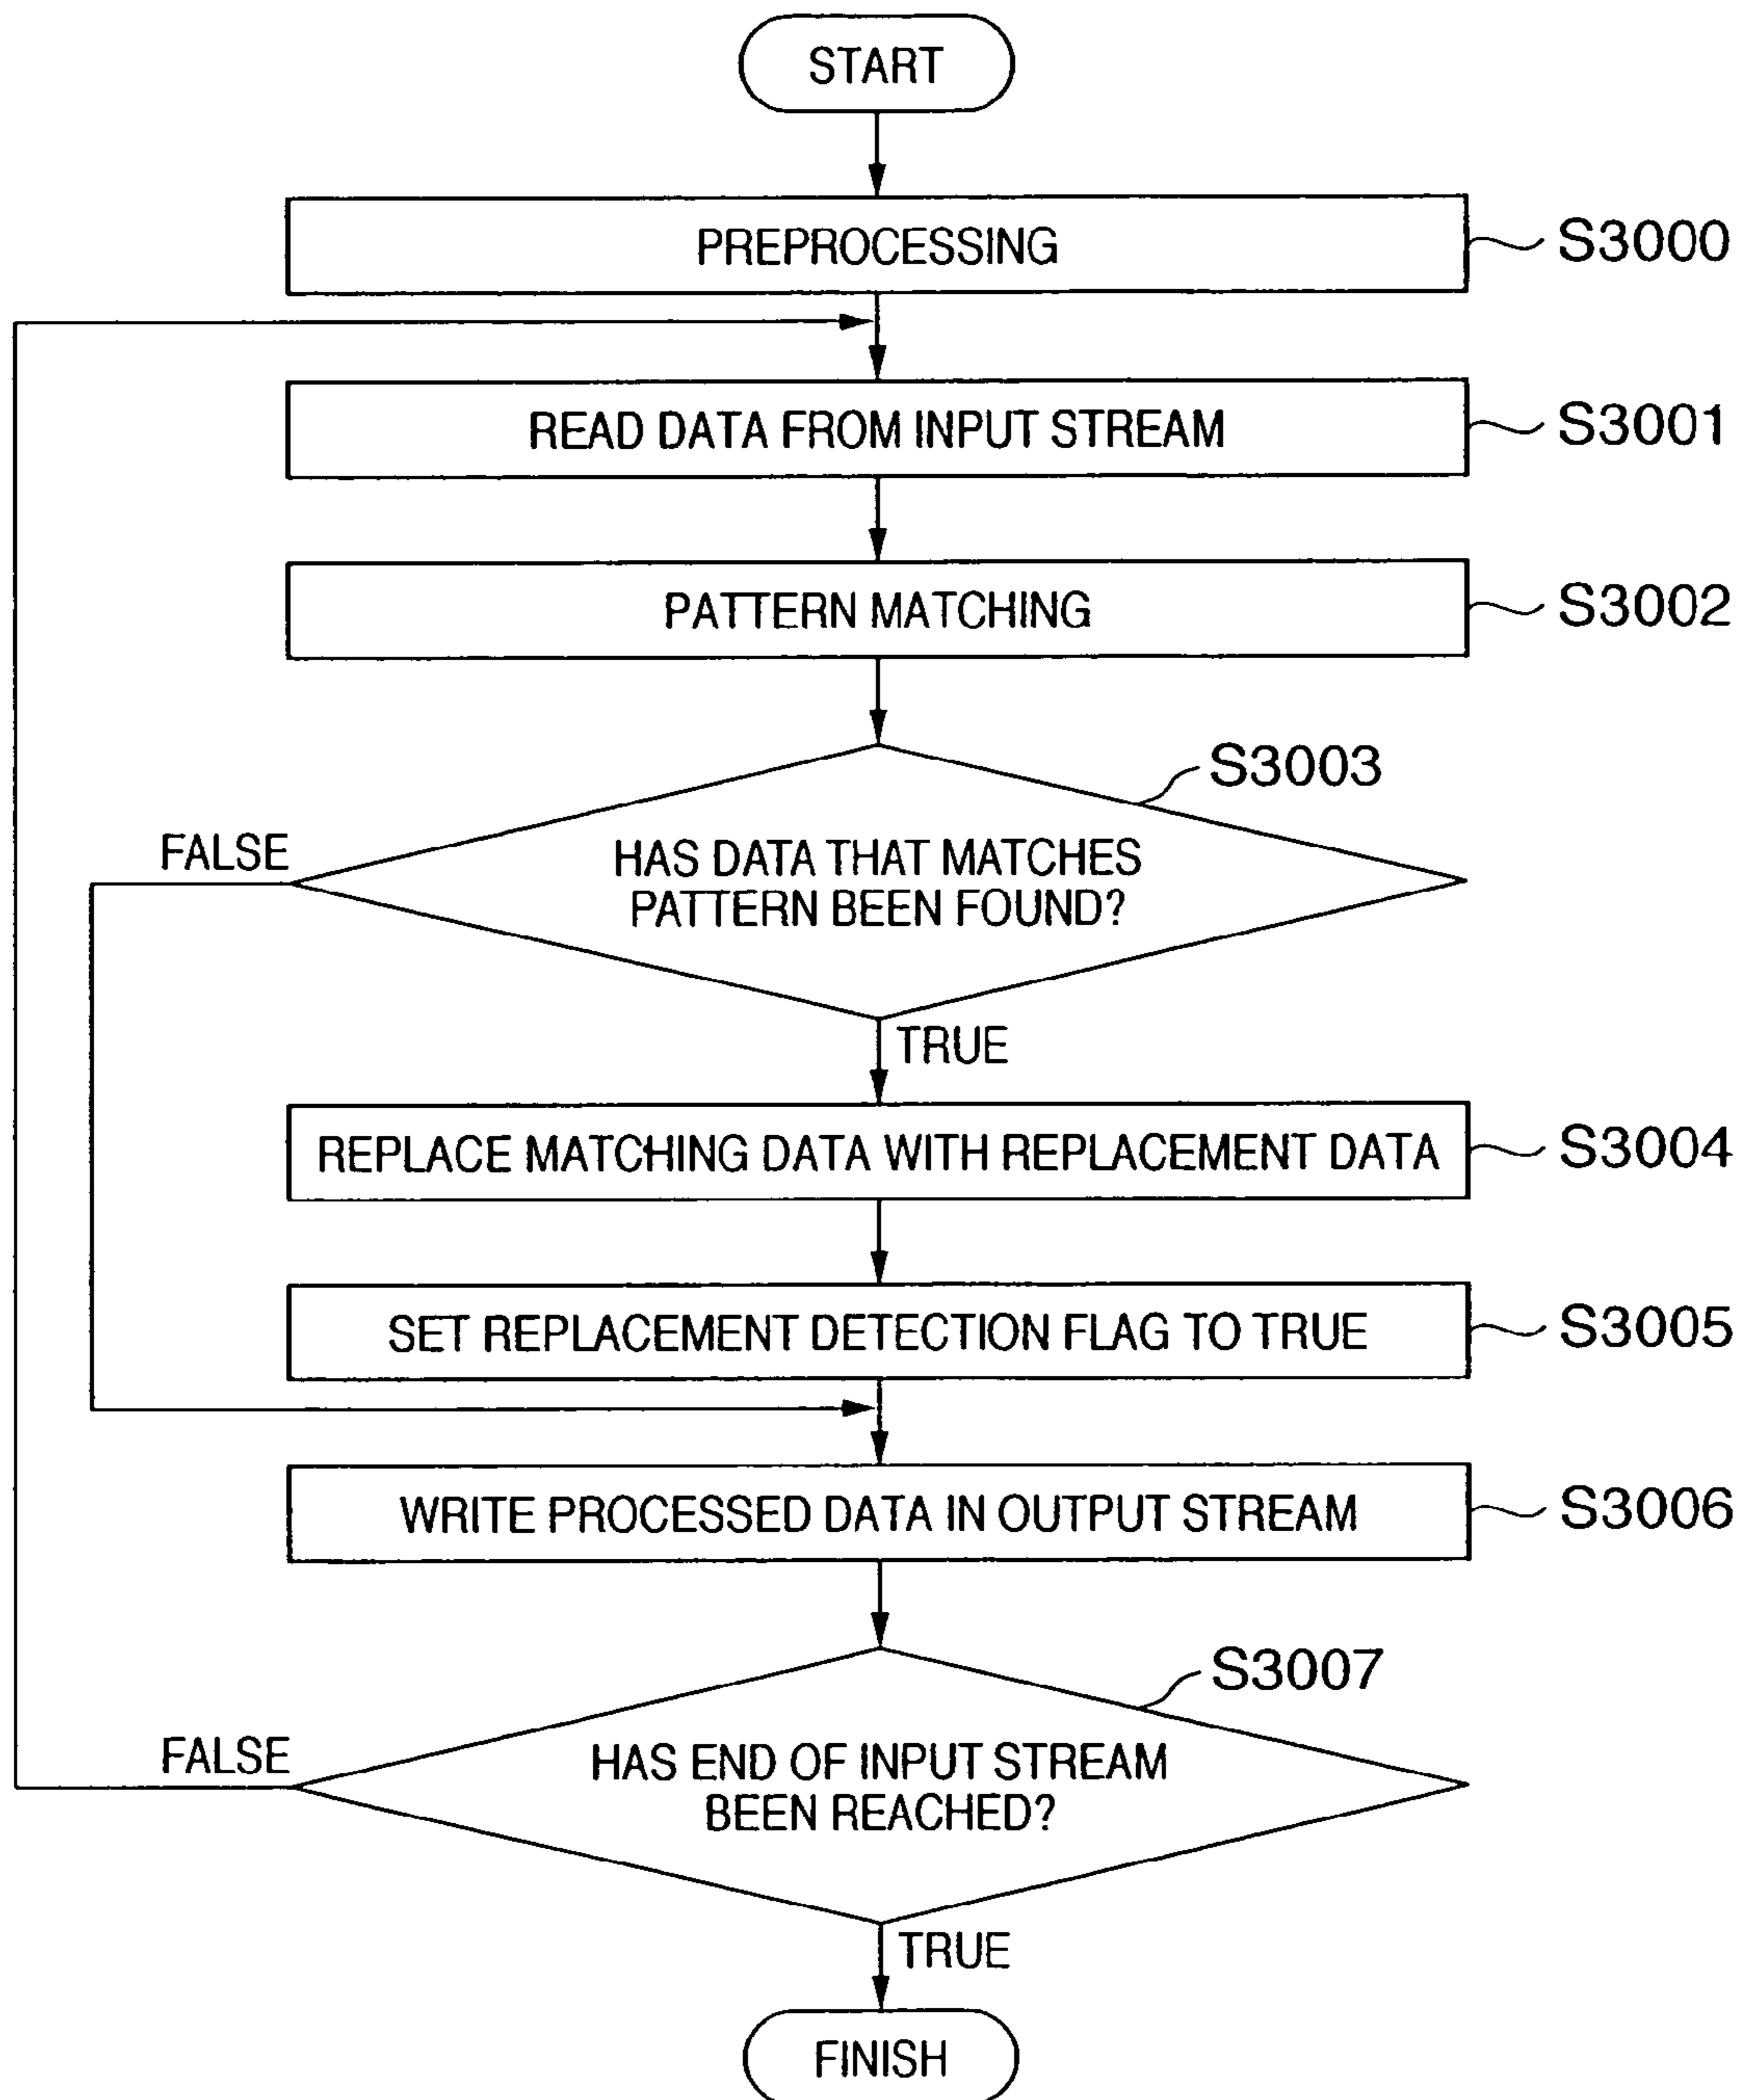 START
PREPROCESSING
S3000
READ DATA FROM INPUT STREAM
S3001
PATTERN MATCHING
S3002
S3003
FALSE
HAS DATA THAT MATCHES
PATTERN BEEN FOUND?
TRUE
REPLACE MATCHING DATA WITH REPLACEMENT DATA
S3004
SET REPLACEMENT DETECTION FLAG TO TRUE
S3005
WRITE PROCESSED DATA IN OUTPUT STREAM
S3006
S3007
FALSE
HAS END OF INPUT STREAM
BEEN REACHED?
TRUE
FINISH